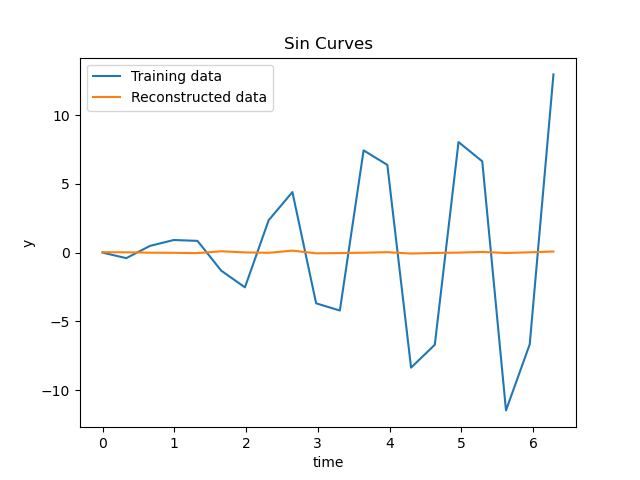 Sin Curves
Training data
Reconstructed data
10
5
0
−5
−10
y
0 1 2 3 4 5 6
time